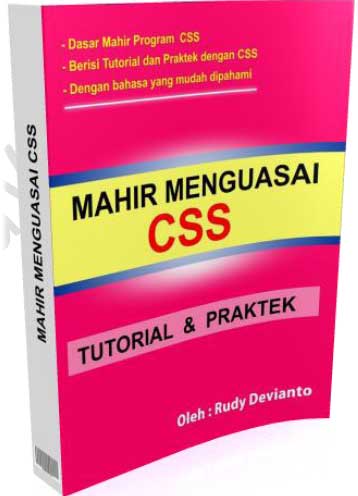 - Dasar Mahir Program CSS
- Berisi Tutorial dan Praktek dengan CSS
- Dengan bahasa yang mudah dipahami
MAHIR MENGUASAI
CSS
TUTORIAL & PRAKTEK
Oleh : Rudy Devianto
MAHIR MENGUASAI CSS